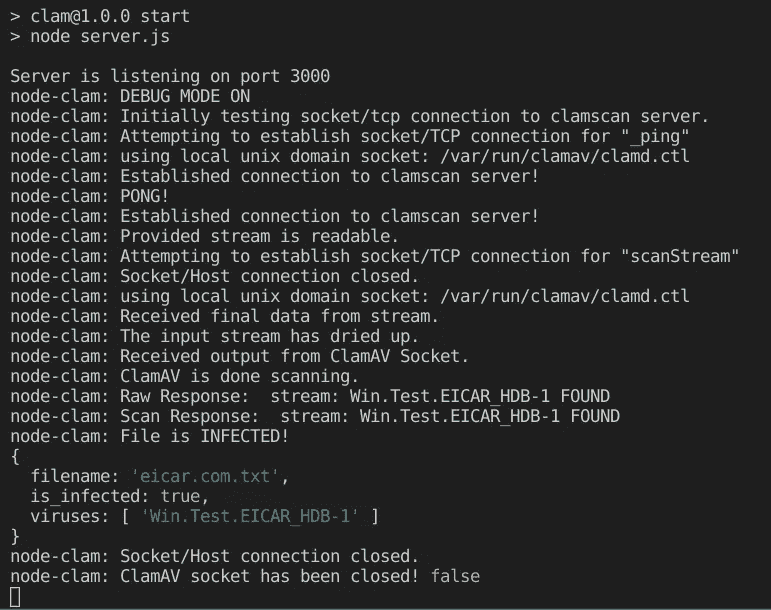 > clam@1.0.0 start
> node server.js
Server is listening on port 3000
node-clam: DEBUG MODE ON
node-clam: Initially testing socket/tcp connection to clamscan server.
node-clam: Attempting to establish socket/TCP connection for "_ping"
node-clam: using local unix domain socket: /var/run/clamav/clamd.ctl
node-clam: Established connection to clamscan server!
node-clam: PONG!
node-clam: Established connection to clamscan server!
node-clam: Provided stream is readable.
node-clam: Attempting to establish socket/TCP connection for "scanStream"
node-clam: Socket/Host connection closed.
node-clam: using local unix domain socket: /var/run/clamav/clamd.ctl
node-clam: Received final data from stream.
node-clam: The input stream has dried up.
node-clam: Received output from ClamAV Socket.
node-clam: ClamAV is done scanning.
node-clam: Raw Response:  stream: Win.Test.EICAR_HDB-1 FOUND
node-clam: Scan Response:  stream: Win.Test.EICAR_HDB-1 FOUND
node-clam: File is INFECTED!
{
  filename: 'eicar.com.txt',
  is_infected: true,
  viruses: [ 'Win.Test.EICAR_HDB-1' ]
}
node-clam: Socket/Host connection closed.
node-clam: ClamAV socket has been closed! false